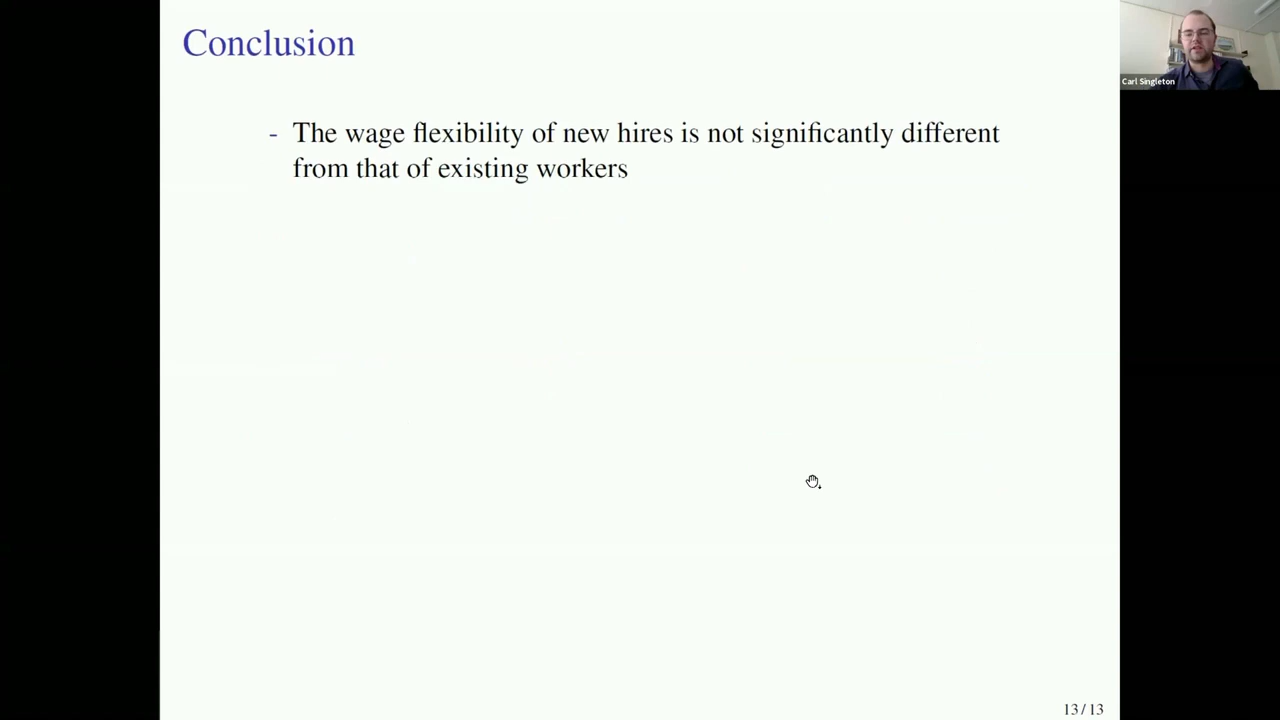 Conclusion
Carl Singleton
- The wage flexibility of new hires is not significantly different
from that of existing workers
13 / 13